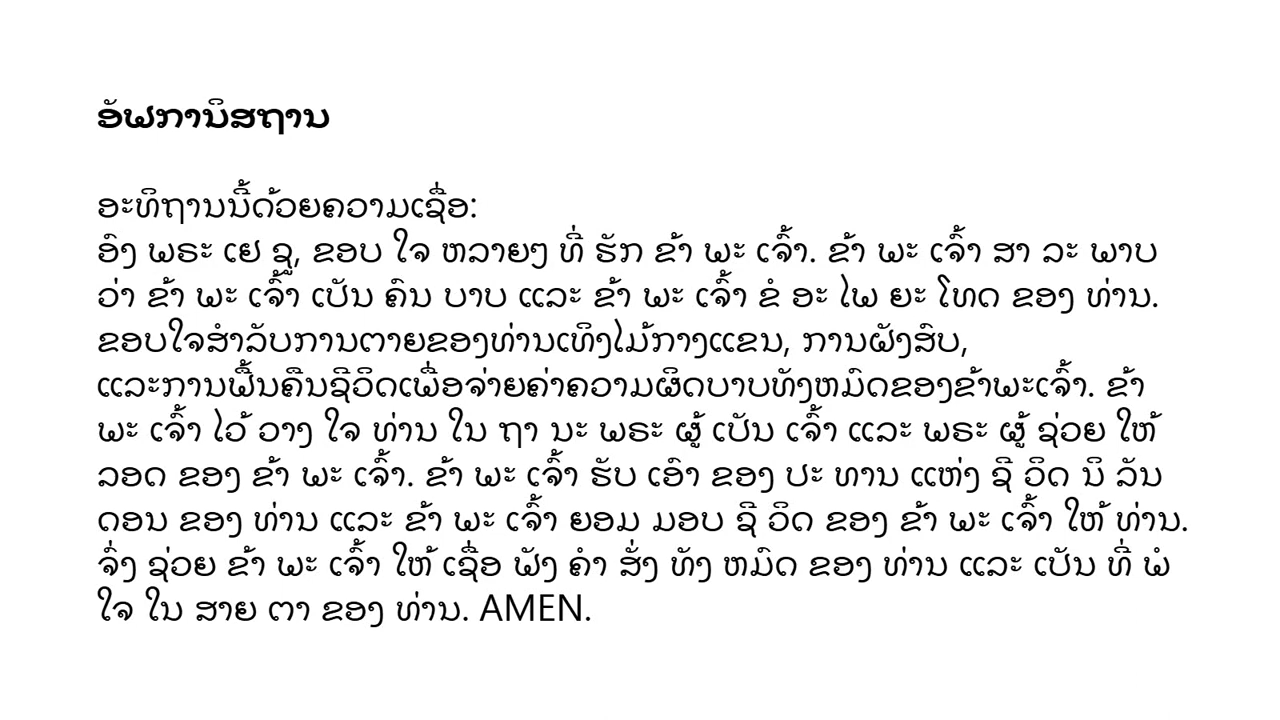 ອັຟການິສຖານ
ອະທິຖານນີ້ດ້ວຍຄວາມເຊື່ອ:
ອົງ ພຣະ ເຢ ຊູ, ຂອບ ໃຈ ຫລາຍໆ ທີ່ ຮັກ ຂ້າ ພະ ເຈົ້າ. ຂ້າ ພະ ເຈົ້າ ສາ ລະ ພາບ
ວ່າ ຂ້າ ພະ ເຈົ້າ ເປັນ ຄົນ ບາບ ແລະ ຂ້າ ພະ ເຈົ້າ ຂໍ ອະ ໄພ ຍະ ໂທດ ຂອງ ທ່ານ.
ຂອບໃຈສຳລັບການຕາຍຂອງທ່ານເທິງໄມ້ກາງແຂນ, ການຝັງສົບ,
ແລະການຟື້ນຄືນຊີວິດເພື່ອຈ່າຍຄ່າຄວາມຜິດບາບທັງຫມົດຂອງຂ້າພະເຈົ້າ. ຂ້າ
ພະ ເຈົ້າ ໄວ້ ວາງ ໃຈ ທ່ານ ໃນ ຖາ ນະ ພຣະ ຜູ້ ເປັນ ເຈົ້າ ແລະ ພຣະ ຜູ້ ຊ່ວຍ ໃຫ້
ລອດ ຂອງ ຂ້າ ພະ ເຈົ້າ. ຂ້າ ພະ ເຈົ້າ ຮັບ ເອົາ ຂອງ ປະ ທານ ແຫ່ງ ຊີ ວິດ ນິ ລັນ
ດອນ ຂອງ ທ່ານ ແລະ ຂ້າ ພະ ເຈົ້າ ຍອມ ມອບ ຊີ ວິດ ຂອງ ຂ້າ ພະ ເຈົ້າ ໃຫ້ ທ່ານ.
ຈົ່ງ ຊ່ວຍ ຂ້າ ພະ ເຈົ້າ ໃຫ້ ເຊື່ອ ຟັງ ຄຳ ສັ່ງ ທັງ ຫມົດ ຂອງ ທ່ານ ແລະ ເປັນ ທີ່ ພໍ
ໃຈ ໃນ ສາຍ ຕາ ຂອງ ທ່ານ. AMEN.